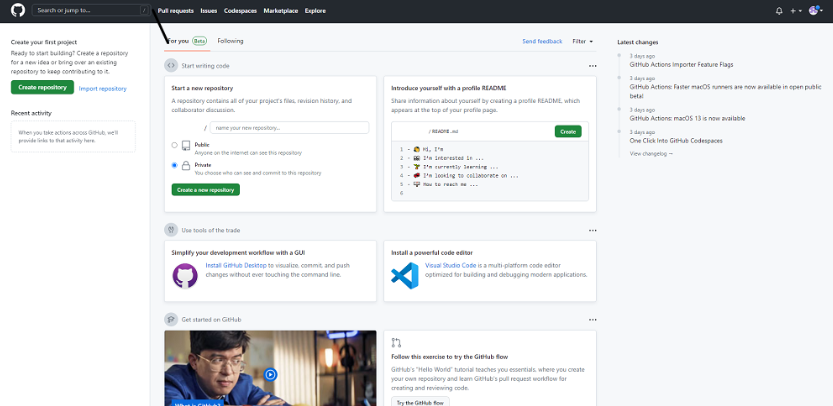 Search or jump to...
/
Pull requests Issues Codespaces Marketplace Explore
Create your first project
Ready to start building? Create a repository
for a new idea or bring over an existing
repository to keep contributing to it.
Create repository
Import repository
Recent activity
When you take actions across GitHub, we'll
provide links to that activity here.
For you Beta Following
Send feedback Filter
Start writing code
Start a new repository
A repository contains all of your project's files, revision history, and
collaborator discussion.
/ name your new repository...
Public
Anyone on the internet can see this repository
Private
You choose who can see and commit to this repository
Create a new repository
Introduce yourself with a profile README
Share information about yourself by creating a profile README, which
appears at the top of your profile page.
/ README.md
Create
1 - Hi, I'm
2 - I'm interested in ...
3 - I'm currently learning ...
4 - I'm looking to collaborate on ...
5 - How to reach me ...
6
Use tools of the trade
Simplify your development workflow with a GUI
Install GitHub Desktop to visualize, commit, and push
changes without ever touching the command line.
Install a powerful code editor
Visual Studio Code is a multi-platform code editor
optimized for building and debugging modern applications.
Get started on GitHub
What is GitHub?
Follow this exercise to try the GitHub flow
GitHub's "Hello World" tutorial teaches you essentials, where you create
your own repository and learn GitHub's pull request workflow for
creating and reviewing code.
Try the GitHub flow
Latest changes
3 days ago
GitHub Actions Importer Feature Flags
3 days ago
GitHub Actions: Faster macOS runners are now available in open public
beta!
3 days ago
GitHub Actions: macOS 13 is now available
3 days ago
One Click Into GitHub Codespaces
View changelog →